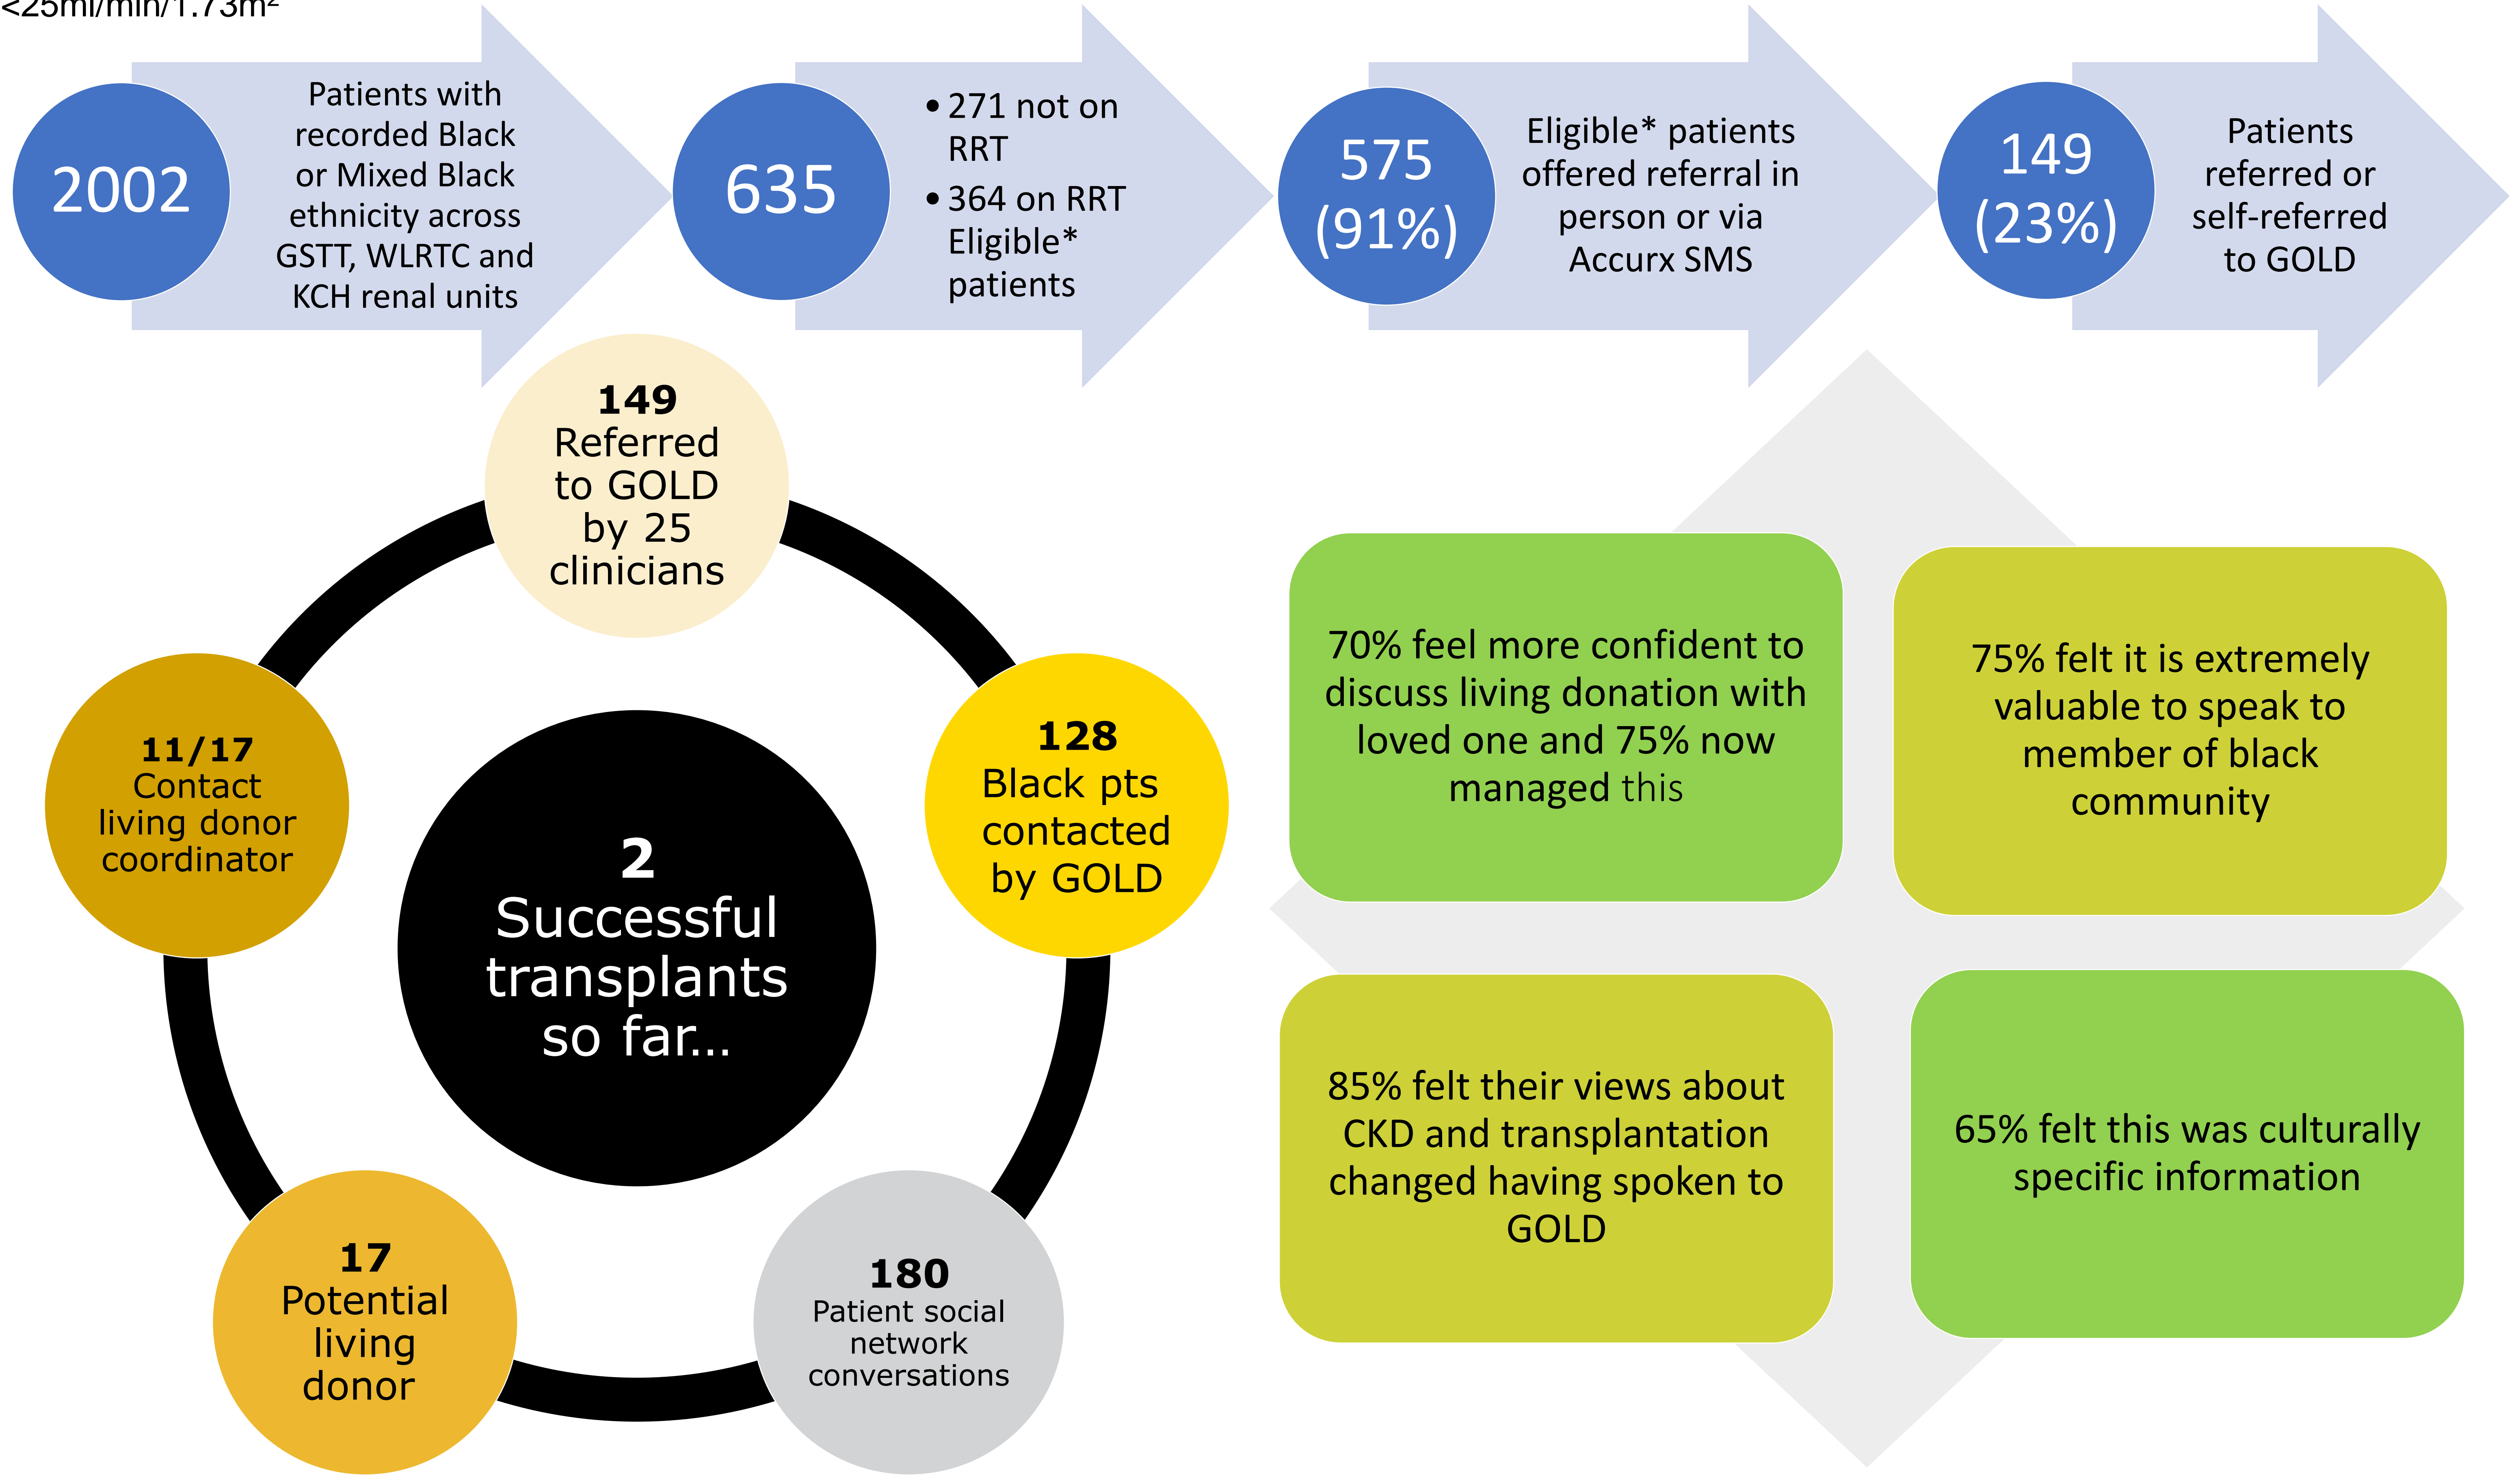 <25ml/min/1.73m²
2002
Patients with
recorded Black
or Mixed Black
ethnicity across
GSTT, WLRTC and
KCH renal units
635
• 271 not on
RRT
• 364 on RRT
Eligible*
patients
575
(91%)
Eligible* patients
offered referral in
person or via
Accurx SMS
149
(23%)
Patients
referred or
self-referred
to GOLD
149
Referred
to GOLD
by 25
clinicians
128
Black pts
contacted
by GOLD
180
Patient social
network
conversations
17
Potential
living
donor
11/17
Contact
living donor
coordinator
2
Successful
transplants
so far...
70% feel more confident to
discuss living donation with
loved one and 75% now
managed this
75% felt it is extremely
valuable to speak to
member of black
community
85% felt their views about
CKD and transplantation
changed having spoken to
GOLD
65% felt this was culturally
specific information